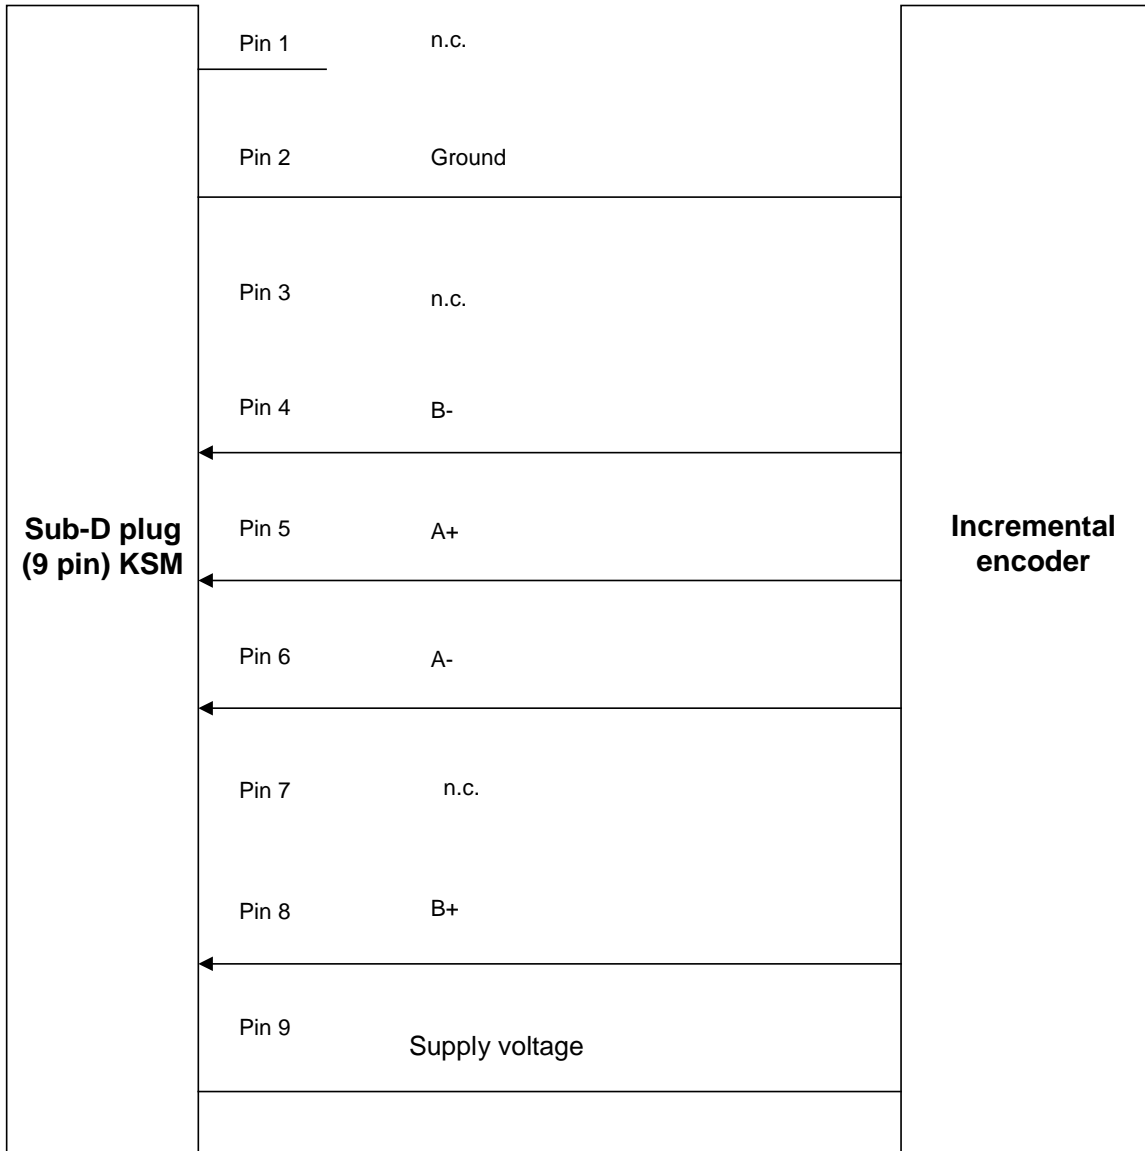 Pin 1 n.c.
Pin 2 Ground
Pin 3 n.c.
Pin 4 B-
Sub-D plug
(9 pin) KSM
Pin 5 A+
Incremental
encoder
Pin 6 A-
Pin 7 n.c.
Pin 8 B+
Pin 9 Supply voltage